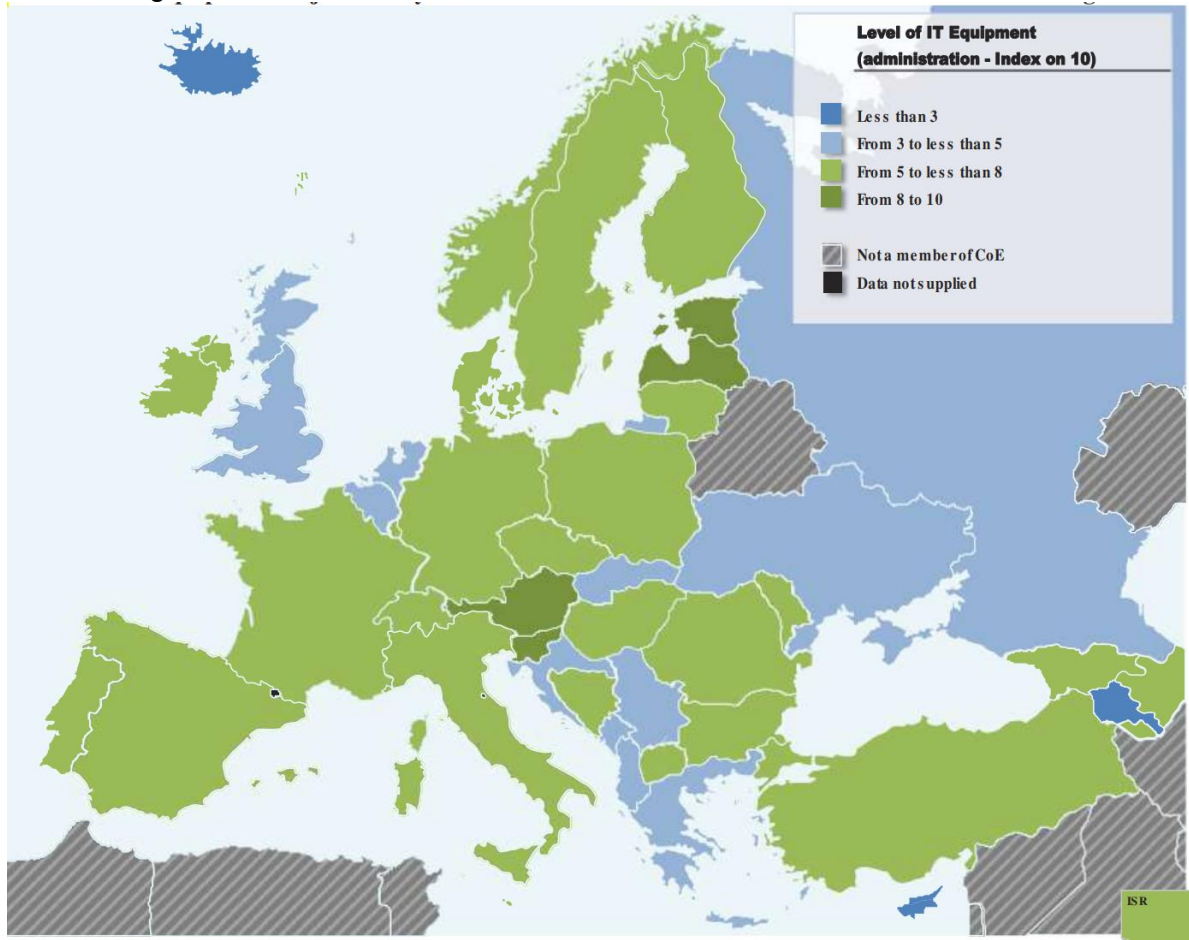 Level of IT Equipment
(administration - Index on 10)
Less than 3
From 3 to less than 5
From 5 to less than 8
From 8 to 10
Not a member of CoE
Data not supplied
ISR